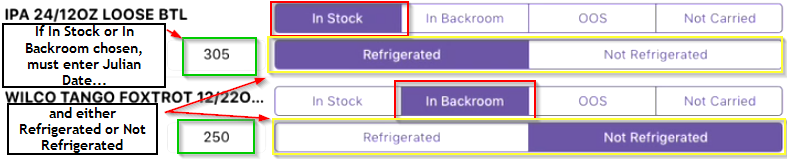 IPA 24/12OZ LOOSE BTL
In Stock In Backroom OOS Not Carried
If In Stock or In
Backroom chosen,
must enter Julian
Date...
305
Refrigerated Not Refrigerated
WILCO TANGO FOXTROT 12/22O...
In Stock In Backroom OOS Not Carried
and either
Refrigerated or Not
Refrigerated
250
Refrigerated Not Refrigerated